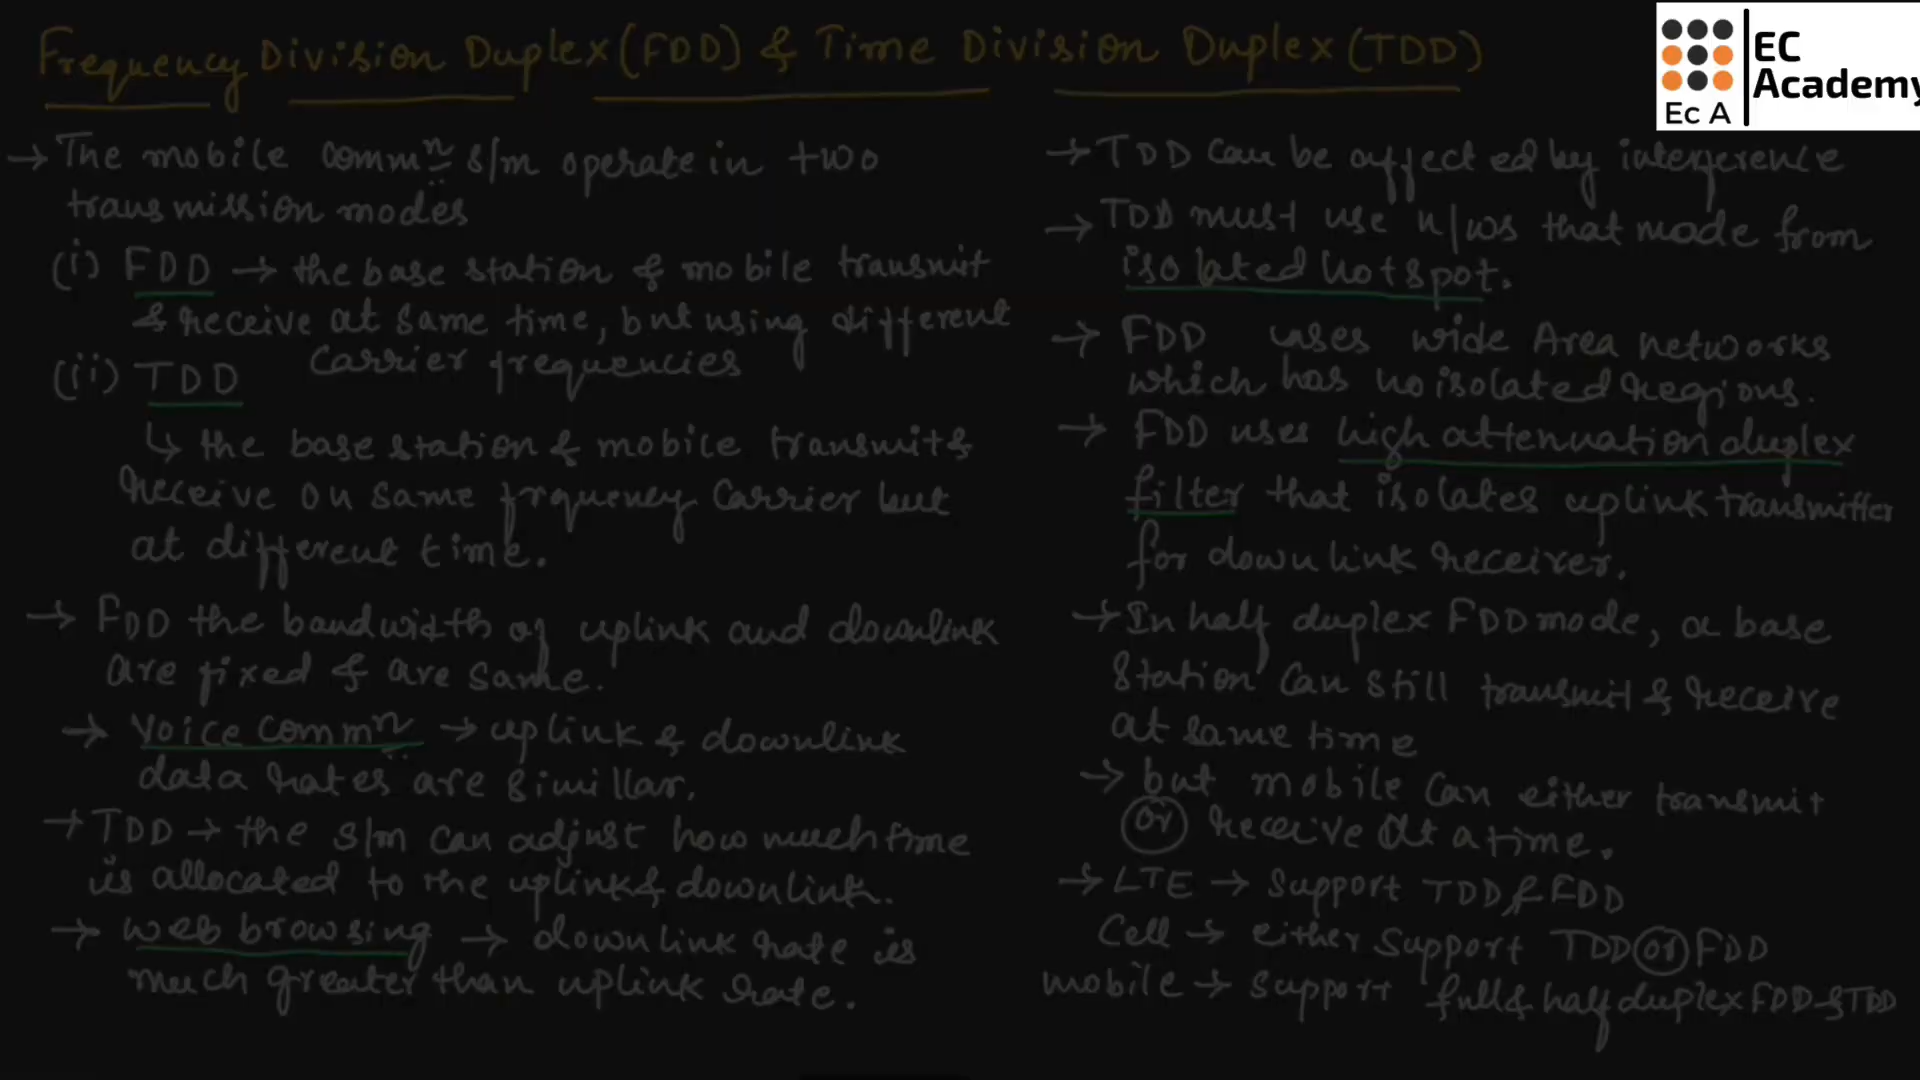 Frequency Division Duplex (FDD) & Time Division Duplex (TDD)
EC
Academy
Ec A
→ The mobile commⁿ s/m operate in two
transmission modes
(i) FDD → the base station & mobile transmit
& receive at same time, but using different
carrier frequencies
(ii) TDD
↳ the base station & mobile transmit &
receive on same frquency carrier but
at different time.
→ FDD the bandwidth of uplink and downlink
are fixed & are same.
→ Voice commⁿ → uplink & downlink
data rates are simillar.
→ TDD → the s/m can adjust how much time
is allocated to the uplink & downlink.
→ web browsing → downlink rate is
much greater than uplink rate.
→ TDD can be affected by interference
→ TDD must use n/ws that made from
isolated hotspot.
→ FDD uses wide Area networks
which has no isolated regions.
→ FDD uses high attenuation duplex
filter that isolates uplink transmitter
for downlink receiver.
→ In half duplex FDD mode, a base
station can still transmit & receive
at same time
→ but mobile can either transmit
or receive at a time.
→ LTE → support TDD & FDD
Cell → either support TDD or FDD
mobile → support full & half duplex FDD & TDD